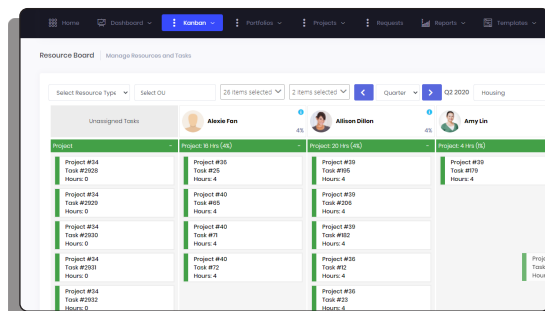 Home Dashboard Kanban Portfolios Projects Requests Reports Templates
Resource Board Manage Resources and Tasks
Select Resource Type Select OU 26 items selected 2 items selected Quarter Q2 2020 Housing
Unassigned Tasks
Alexie Fan
4%
Allison Dillon
4%
Amy Lin
Project
Project: 16 Hrs (4%)
Project: 20 Hrs (4%)
Project: 4 Hrs (1%)
Project #34
Task #2928
Hours: 0
Project #34
Task #2929
Hours: 0
Project #34
Task #2930
Hours: 0
Project #34
Task #2931
Hours: 0
Project #34
Task #2932
Hours: 0
Project #36
Task #25
Hours: 4
Project #40
Task #65
Hours: 4
Project #40
Task #71
Hours: 4
Project #40
Task #72
Hours: 4
Project #39
Task #195
Hours: 4
Project #39
Task #206
Hours: 4
Project #39
Task #182
Hours: 4
Project #36
Task #12
Hours: 4
Project #36
Task #23
Hours: 4
Project #39
Task #179
Hours: 4
Task